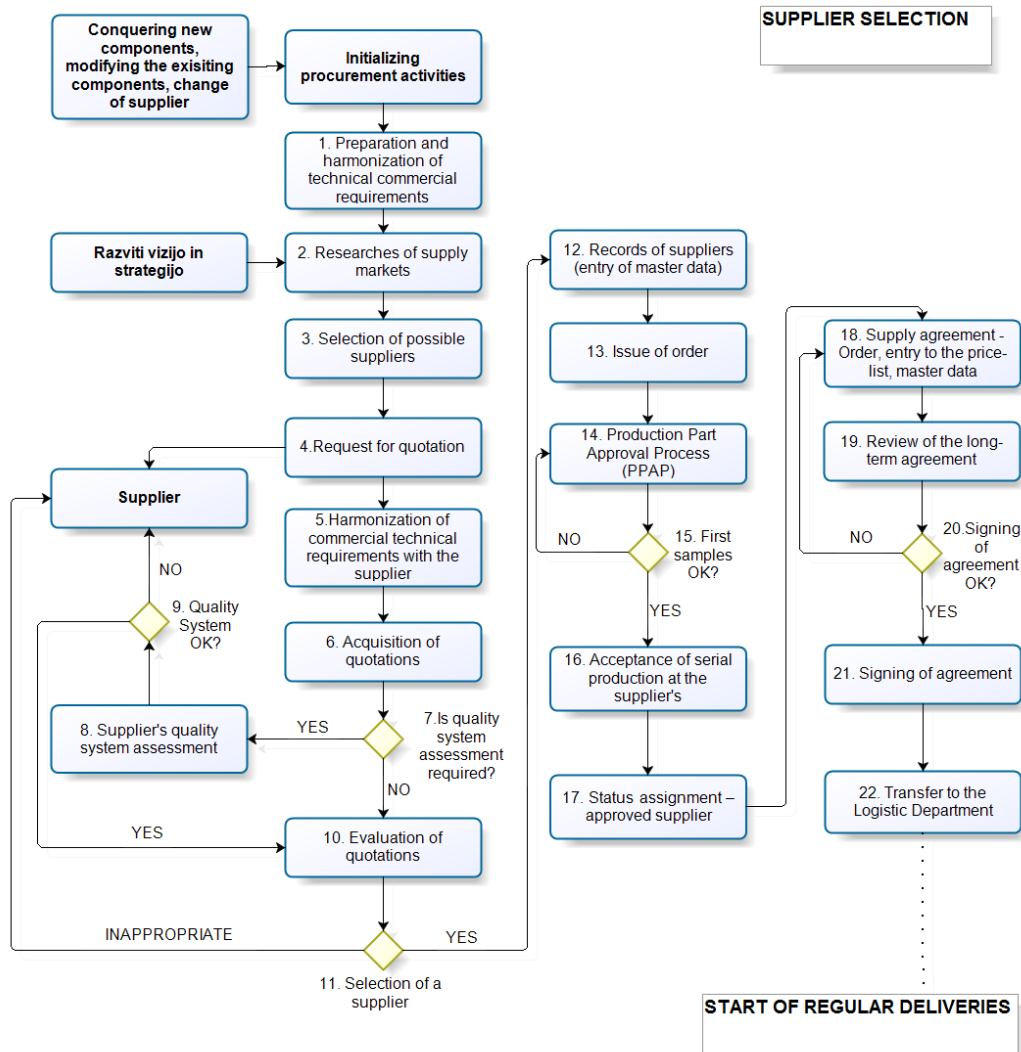 SUPPLIER SELECTION
Conquering new
components,
modifying the exisiting
components, change
of supplier
Initializing
procurement activities
1. Preparation and
harmonization of
technical commercial
requirements
Razviti vizijo in
strategijo
2. Researches of supply
markets
3. Selection of possible
suppliers
4.Request for quotation
Supplier
5.Harmonization of
commercial technical
requirements with the
supplier
NO
9. Quality
System
OK?
6. Acquisition of
quotations
8. Supplier's quality
system assessment
YES
7.Is quality
system
assessment
required?
NO
YES
10. Evaluation of
quotations
INAPPROPRIATE
YES
11. Selection of a
supplier
12. Records of suppliers
(entry of master data)
13. Issue of order
14. Production Part
Approval Process
(PPAP)
NO
15. First
samples
OK?
YES
16. Acceptance of serial
production at the
supplier's
17. Status assignment –
approved supplier
18. Supply agreement -
Order, entry to the price-
list, master data
19. Review of the long-
term agreement
NO
20.Signing
of
agreement
OK?
YES
21. Signing of agreement
22. Transfer to the
Logistic Department
START OF REGULAR DELIVERIES